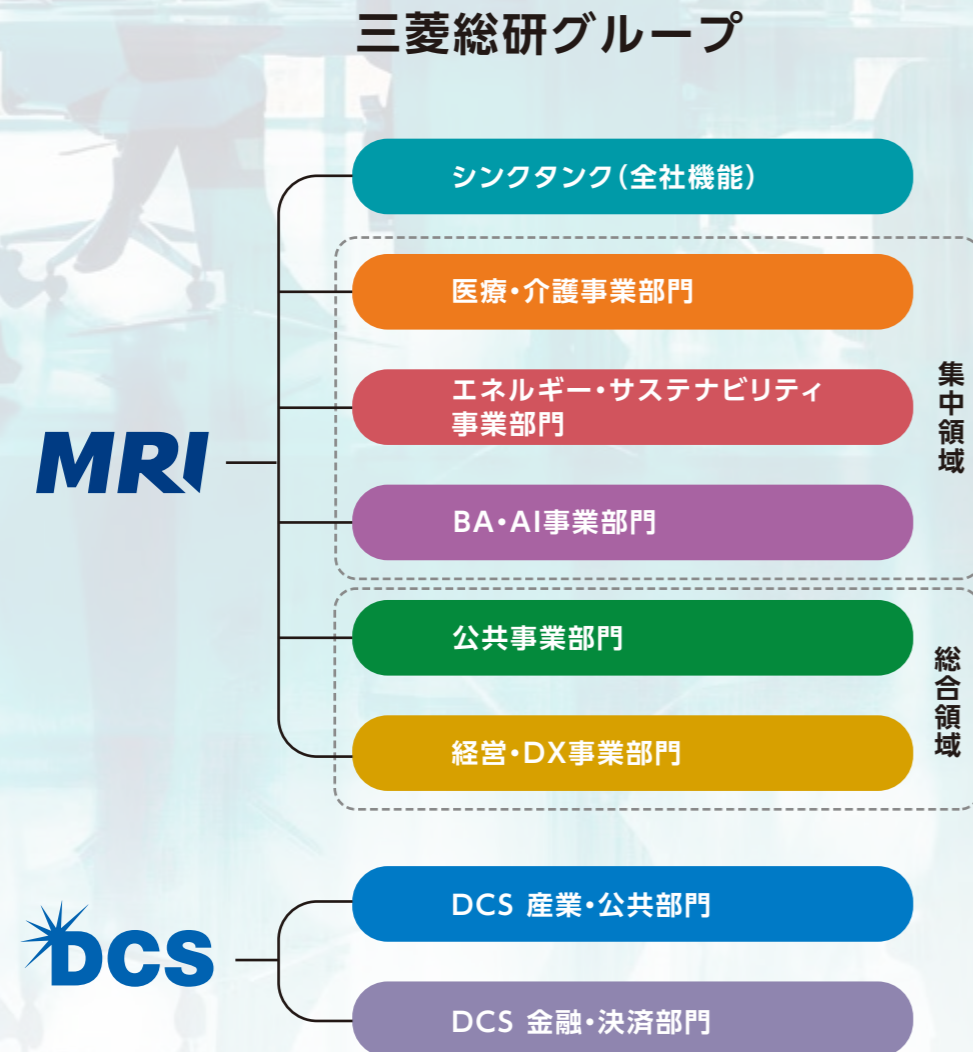 三菱総研グループ
シンクタンク（全社機能）
医療・介護事業部門
エネルギー・サステナビリティ
事業部門
集中領域
MRI
BA・AI事業部門
公共事業部門
総合領域
経営・DX事業部門
DCS 産業・公共部門
DCS
DCS 金融・決済部門